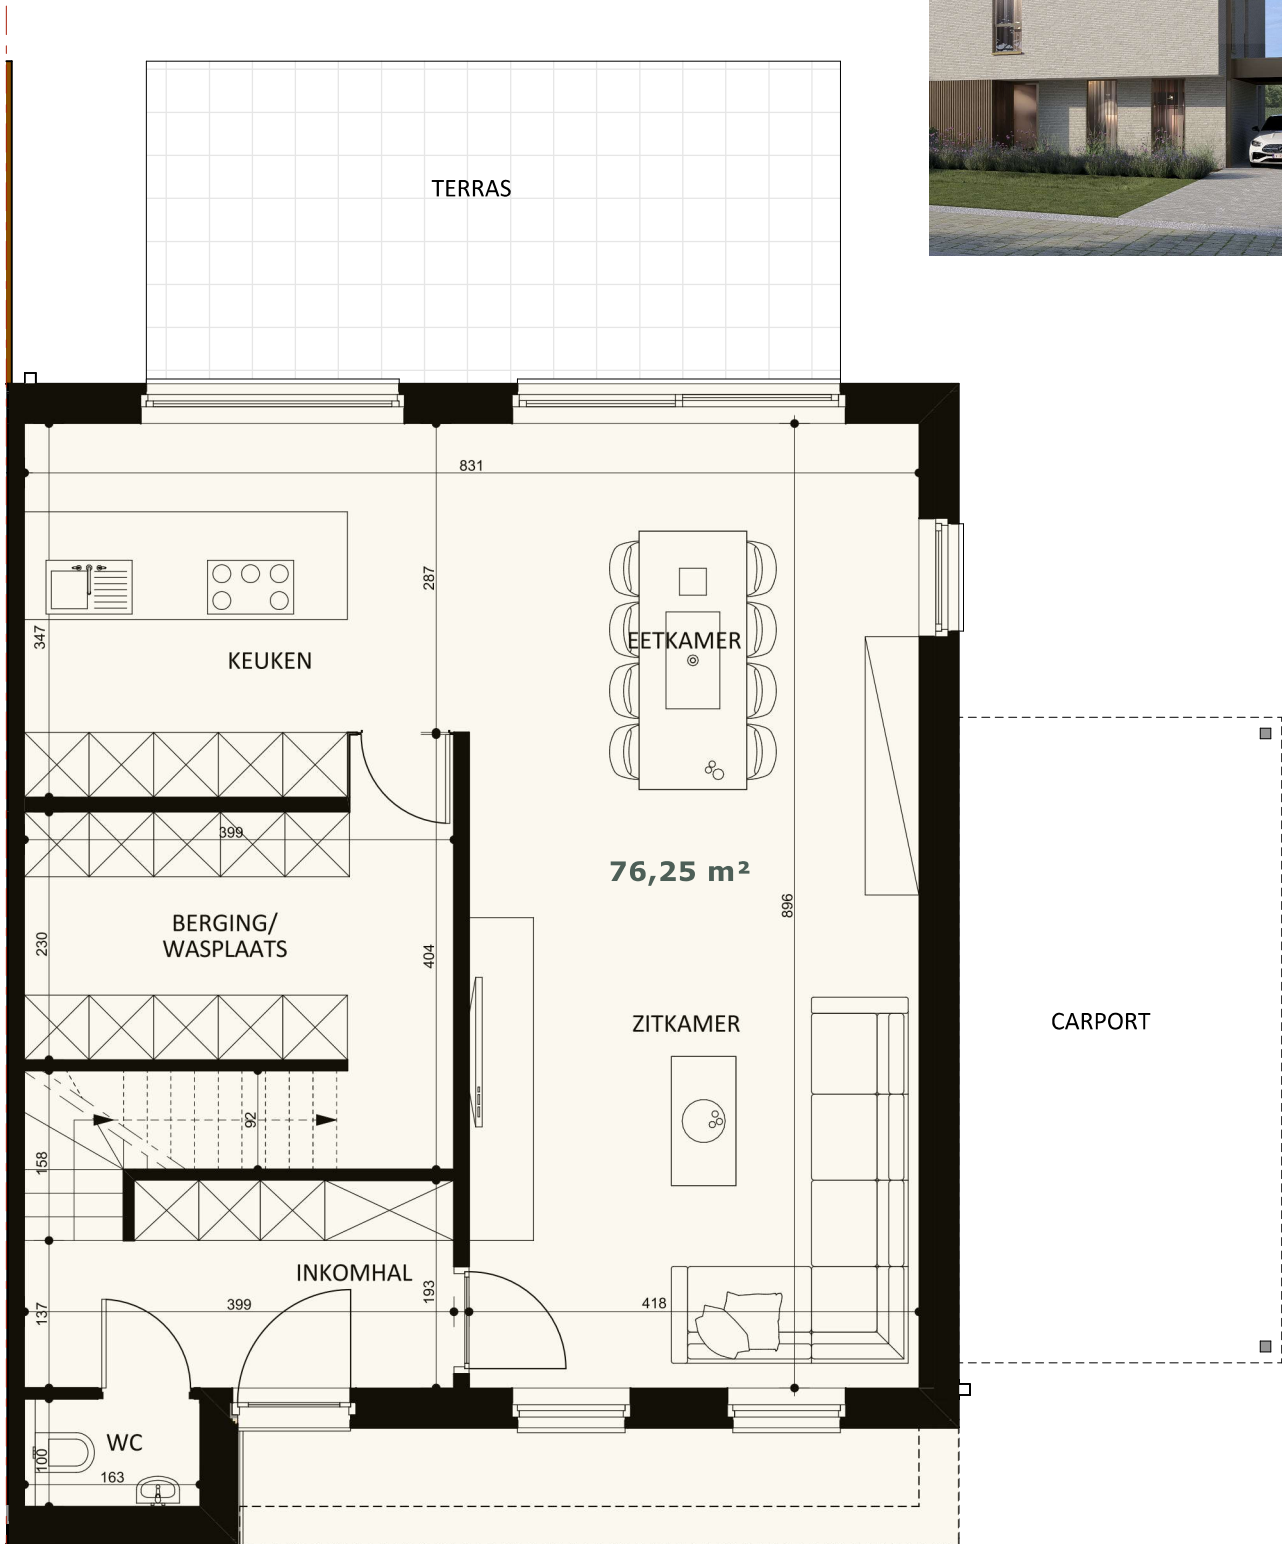 TERRAS
831
287
347
EETKAMER
KEUKEN
399
76,25 m²
896
BERGING/
WASPLAATS
230
404
ZITKAMER
CARPORT
92
158
INKOMHAL
193
399
418
137
WC
100
163